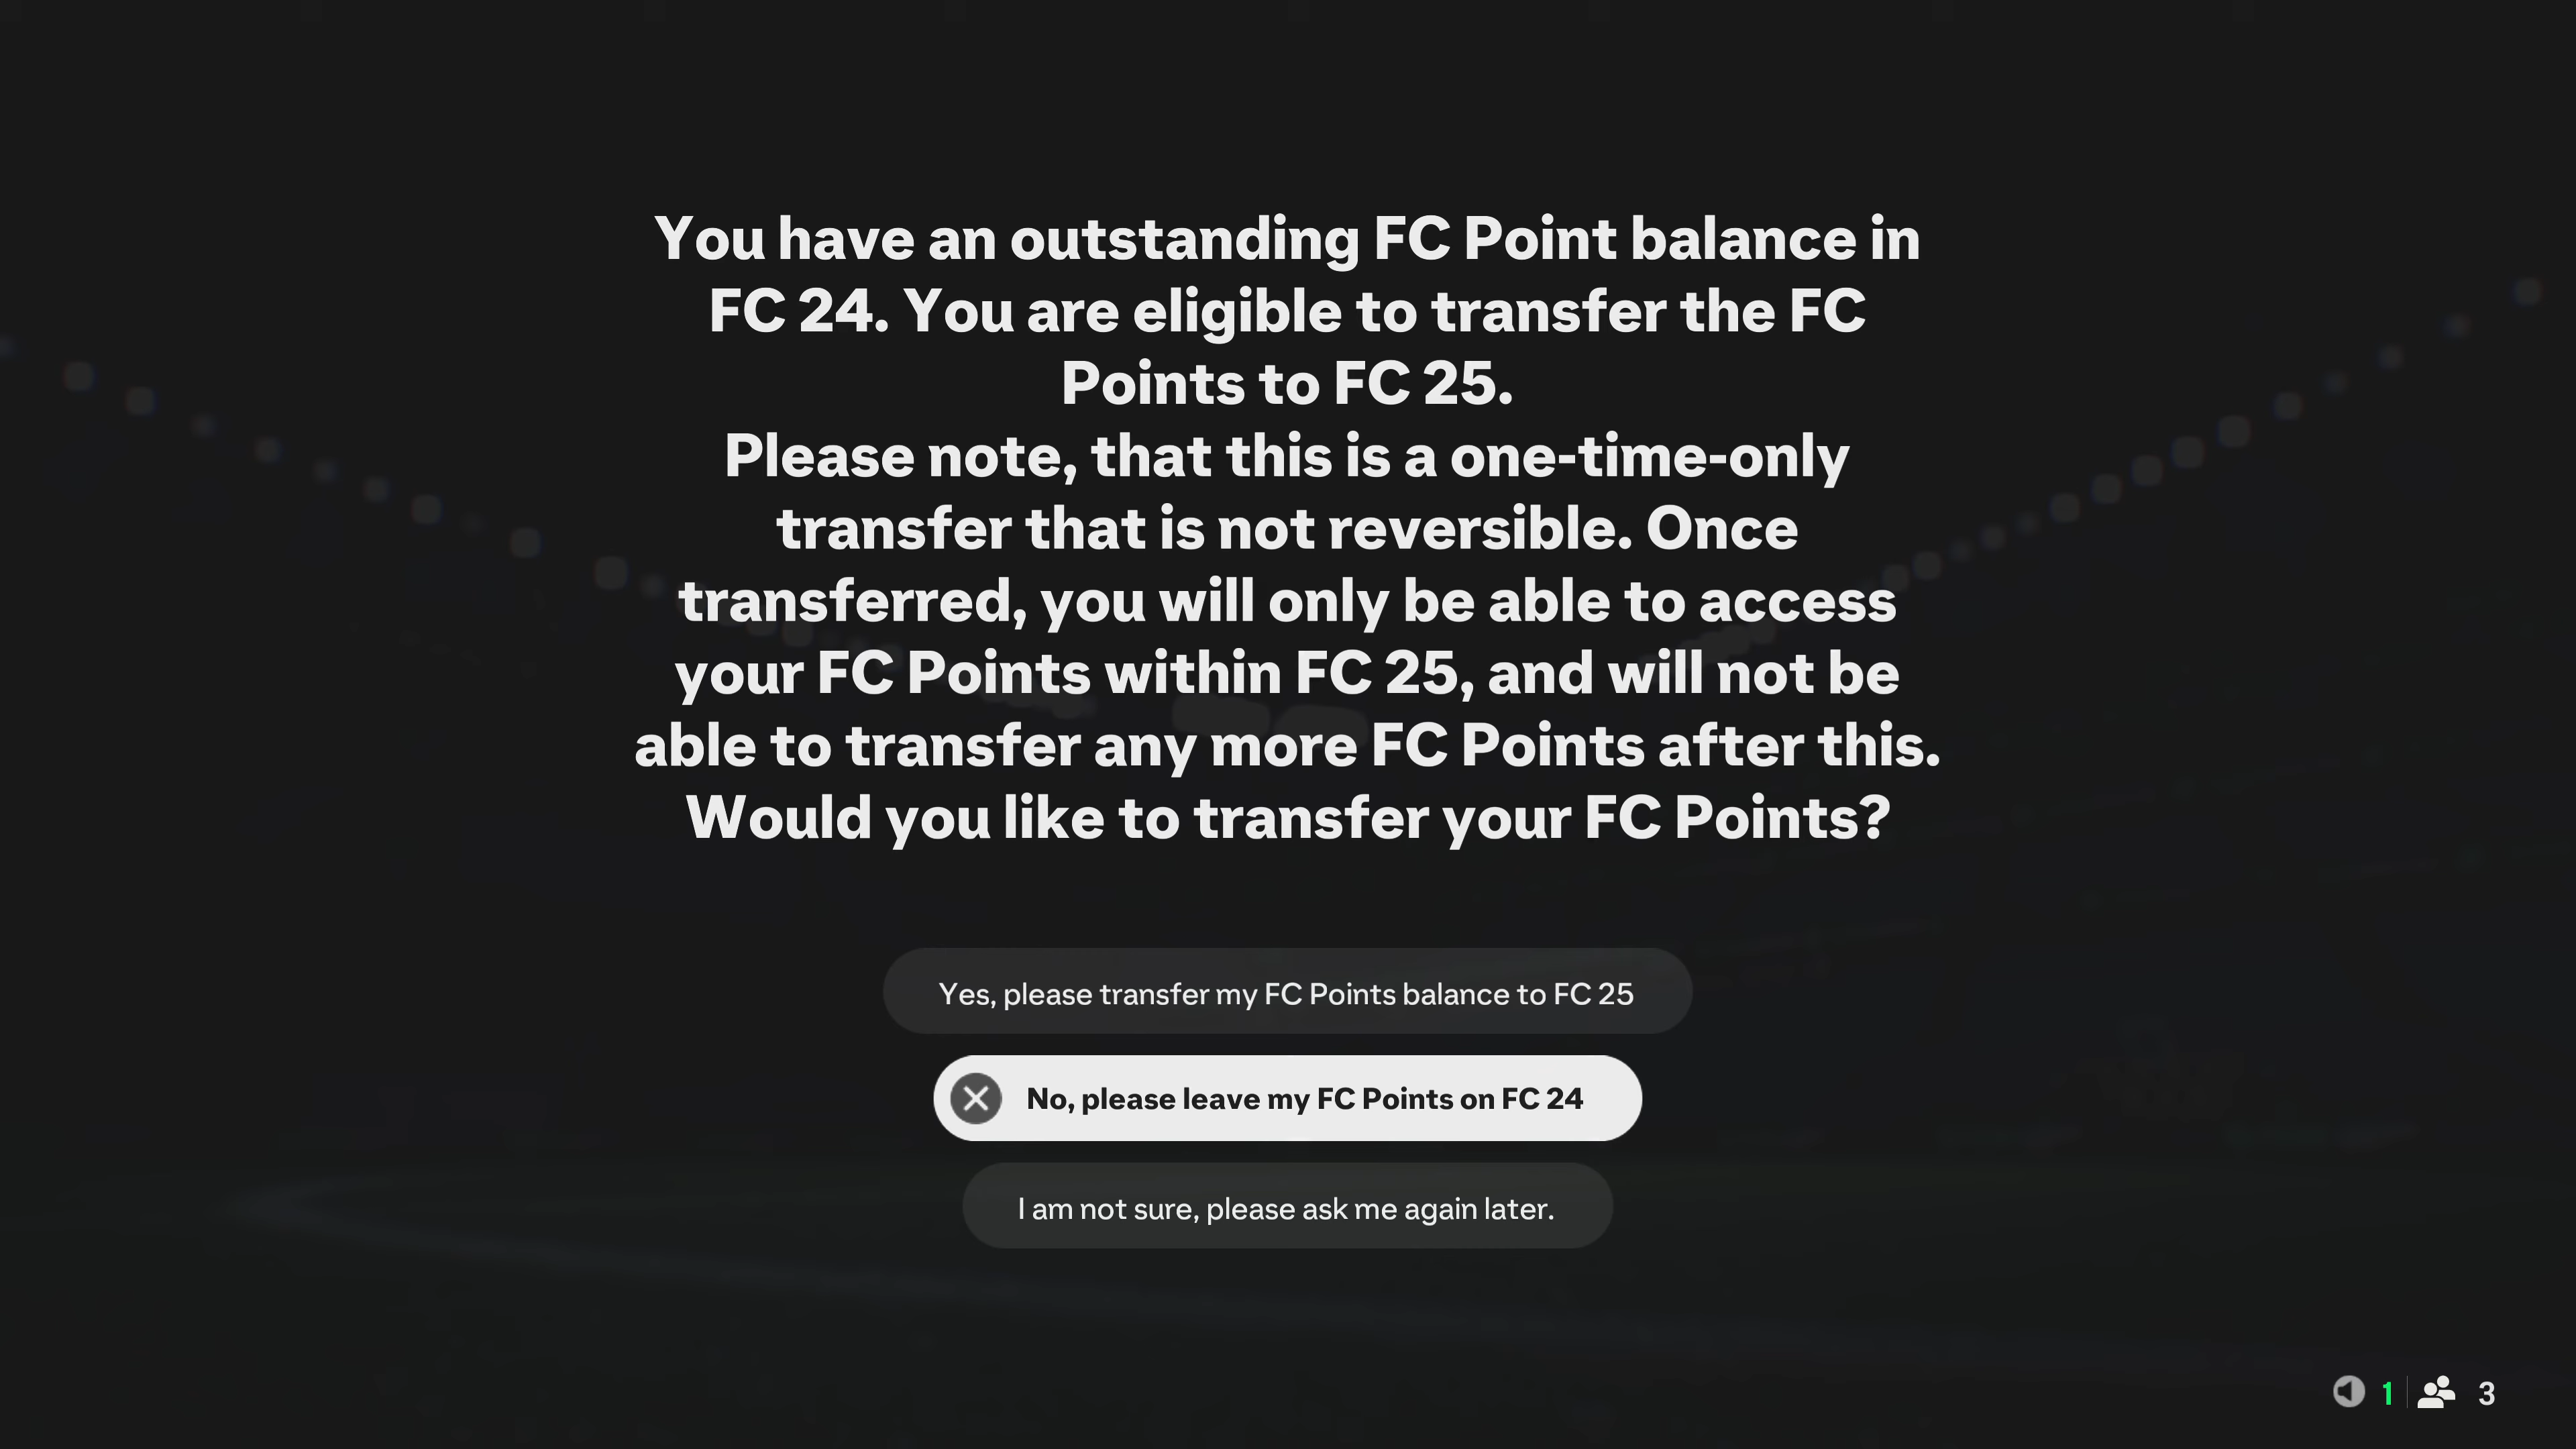 You have an outstanding FC Point balance in
FC 24. You are eligible to transfer the FC
Points to FC 25.
Please note, that this is a one-time-only
transfer that is not reversible. Once
transferred, you will only be able to access
your FC Points within FC 25, and will not be
able to transfer any more FC Points after this.
Would you like to transfer your FC Points?
Yes, please transfer my FC Points balance to FC 25
No, please leave my FC Points on FC 24
I am not sure, please ask me again later.
1 3